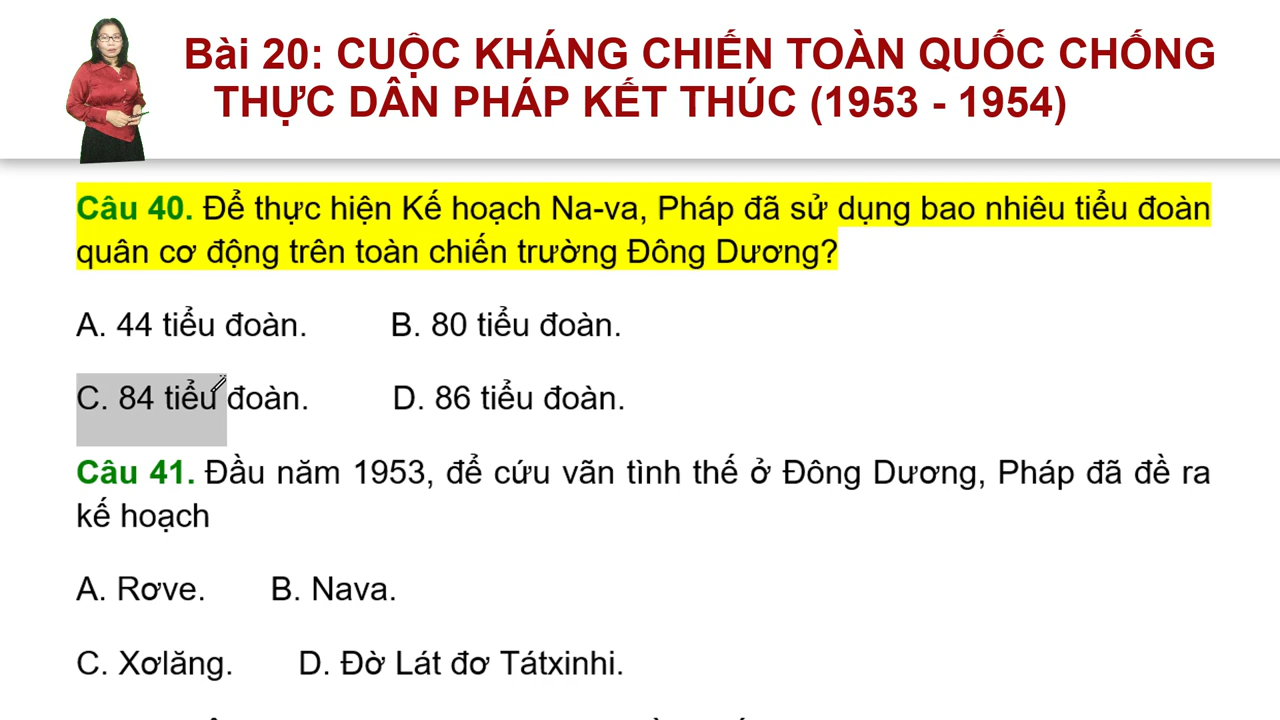 Bài 20: CUỘC KHÁNG CHIẾN TOÀN QUỐC CHỐNG
THỰC DÂN PHÁP KẾT THÚC (1953 - 1954)
Câu 40. Để thực hiện Kế hoạch Na-va, Pháp đã sử dụng bao nhiêu tiểu đoàn
quân cơ động trên toàn chiến trường Đông Dương?
A. 44 tiểu đoàn. B. 80 tiểu đoàn.
C. 84 tiểu đoàn. D. 86 tiểu đoàn.
Câu 41. Đầu năm 1953, để cứu vãn tình thế ở Đông Dương, Pháp đã đề ra
kế hoạch
A. Rơve. B. Nava.
C. Xơlăng. D. Đờ Lát đơ Tátxinhi.